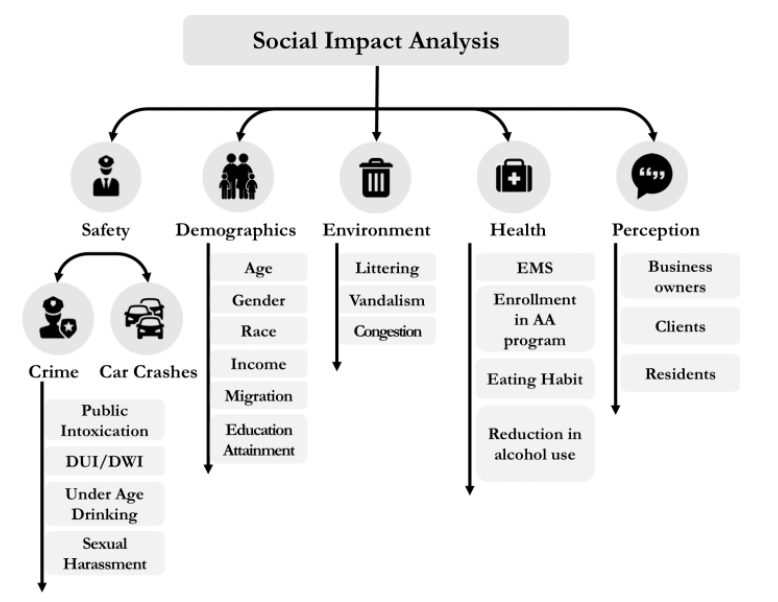 Social Impact Analysis
Safety
Demographics
Environment
Health
Perception
Crime
Car Crashes
Public
Intoxication
DUI/DWI
Under Age
Drinking
Sexual
Harassment
Age
Gender
Race
Income
Migration
Education
Attainment
Littering
Vandalism
Congestion
EMS
Enrollment
in AA
program
Eating Habit
Reduction in
alcohol use
Business
owners
Clients
Residents